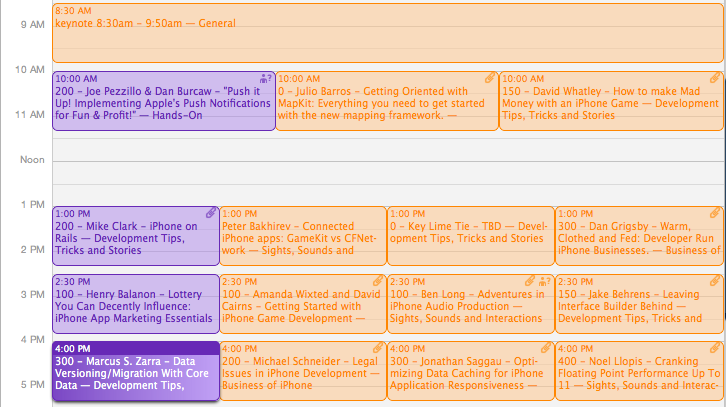 8:30 AM
keynote 8:30am – 9:50am — General
9 AM
10 AM
10:00 AM
200 – Joe Pezzillo & Dan Burcaw – "Push it
Up! Implementing Apple's Push Notifications
for Fun & Profit!" — Hands-On
10:00 AM
0 – Julio Barros – Getting Oriented with
MapKit: Everything you need to get started
with the new mapping framework. —
10:00 AM
150 – David Whatley – How to make Mad
Money with an iPhone Game — Development
Tips, Tricks and Stories
11 AM
Noon
1 PM
1:00 PM
200 – Mike Clark – iPhone on
Rails — Development Tips,
Tricks and Stories
1:00 PM
Peter Bakhirev – Connected
iPhone apps: GameKit vs CFNet-
work — Sights, Sounds and
1:00 PM
0 – Key Lime Tie – TBD — Devel-
opment Tips, Tricks and Stories
1:00 PM
300 – Dan Grigsby – Warm,
Clothed and Fed: Developer Run
iPhone Businesses. — Business of
2 PM
2:30 PM
100 – Henry Balanon – Lottery
You Can Decently Influence:
iPhone App Marketing Essentials
2:30 PM
100 – Amanda Wixted and David
Cairns – Getting Started with
iPhone Game Development —
2:30 PM
100 – Ben Long – Adventures in
iPhone Audio Production —
Sights, Sounds and Interactions
2:30 PM
150 – Jake Behrens – Leaving
Interface Builder Behind —
Development Tips, Tricks and
3 PM
4 PM
4:00 PM
300 – Marcus S. Zarra – Data
Versioning/Migration With Core
Data — Development Tips,
4:00 PM
200 – Michael Schneider – Legal
Issues in iPhone Development —
Business of iPhone
4:00 PM
300 – Jonathan Saggau – Opti-
mizing Data Caching for iPhone
Application Responsiveness —
4:00 PM
400 – Noel Llopis – Cranking
Floating Point Performance Up To
11 — Sights, Sounds and Interac-
5 PM